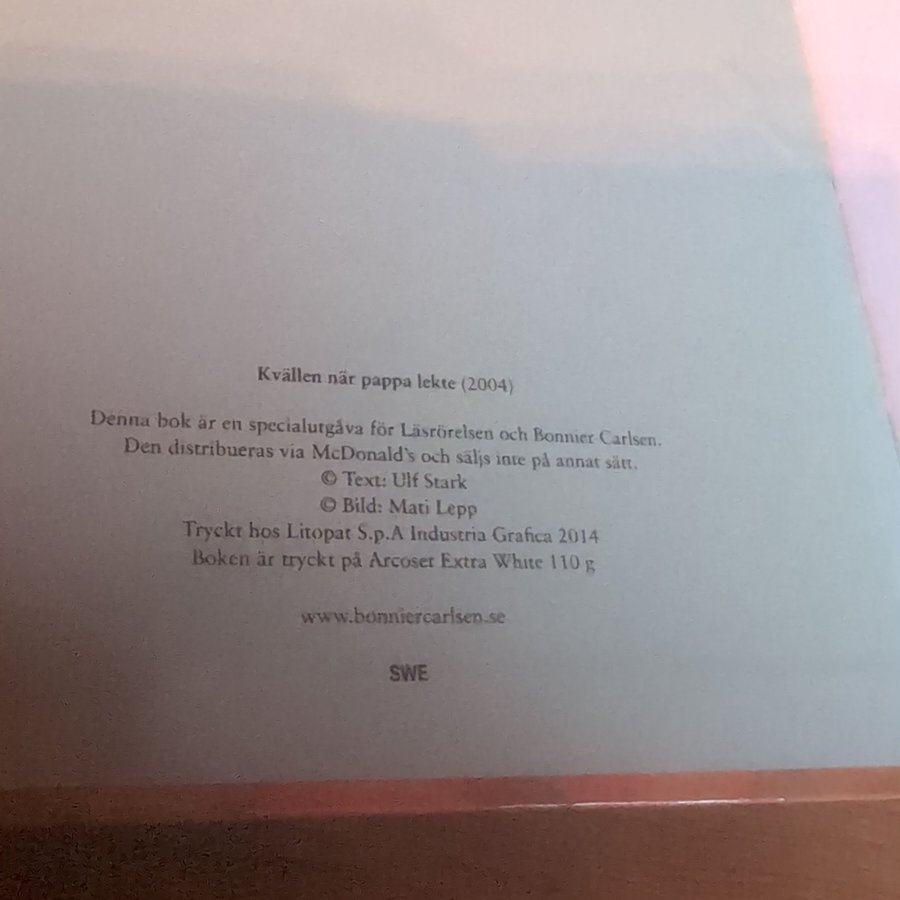 Kvällen när pappa lekte (2004)
Denna bok är en specialutgåva för Läsrörelsen och Bonnier Carlsen.
Den distribueras via McDonald's och säljs inte på annat sätt.
© Text: Ulf Stark
© Bild: Mati Lepp
Tryckt hos Litopat S.p.A Industria Grafica 2014
Boken är tryckt på Arcoset Extra White 110 g
www.bonniercarlsen.se
SWE